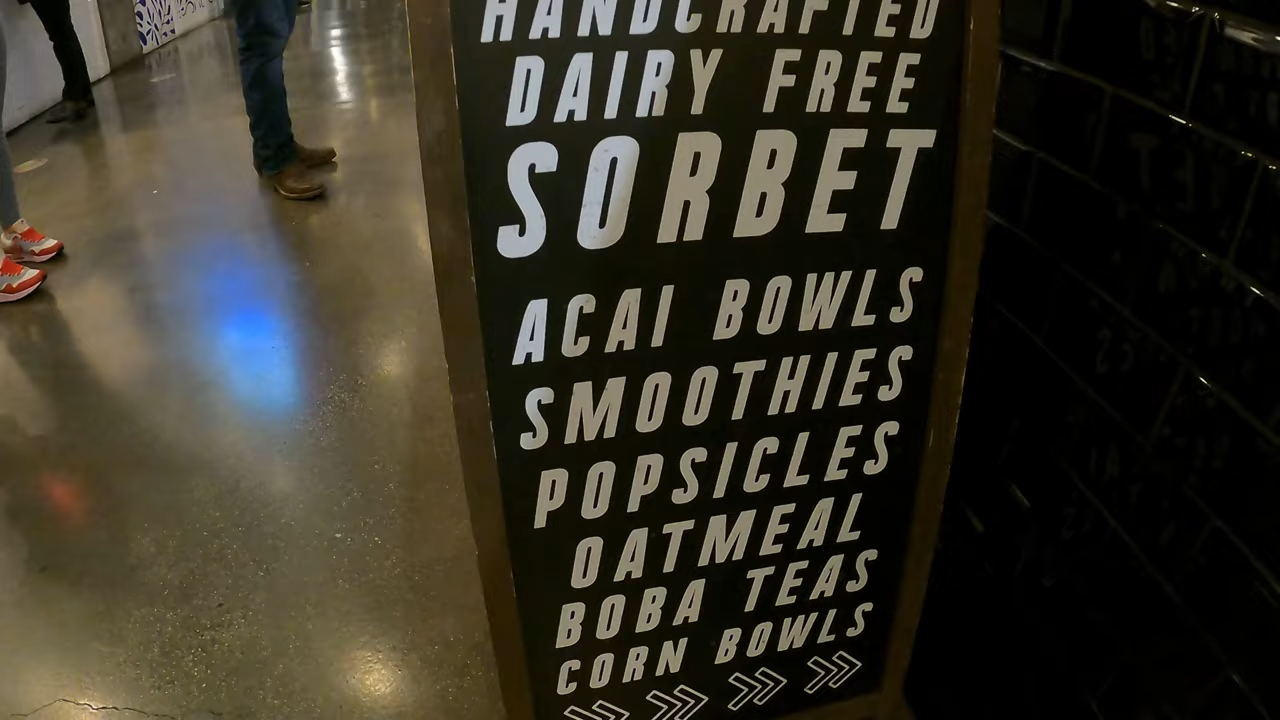 HANDCRAFTED
DAIRY FREE
SORBET
ACAI BOWLS
SMOOTHIES
POPSICLES
OATMEAL
BOBA TEAS
CORN BOWLS